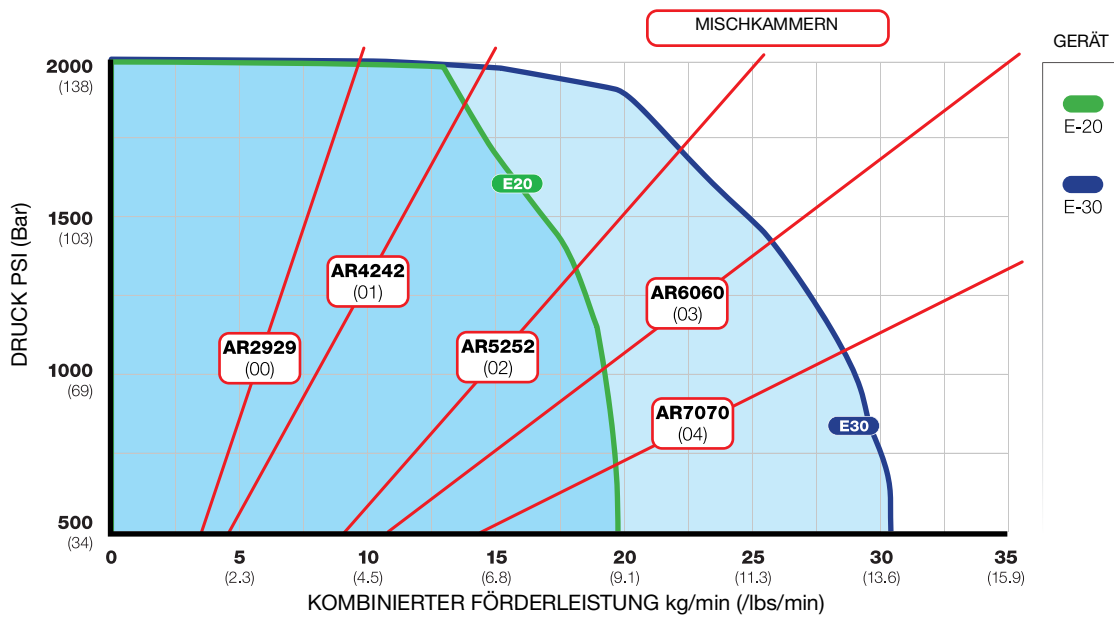 MISCHKAMMERN
GERÄT
E-20
E-30
DRUCK PSI (Bar)
2000
(138)
1500
(103)
1000
(69)
500
(34)
E20
AR4242
(01)
AR2929
(00)
AR5252
(02)
AR6060
(03)
AR7070
(04)
E30
0 5 10 15 20 25 30 35
(2.3) (4.5) (6.8) (9.1) (11.3) (13.6) (15.9)
KOMBINIERTER FÖRDERLEISTUNG kg/min (/lbs/min)